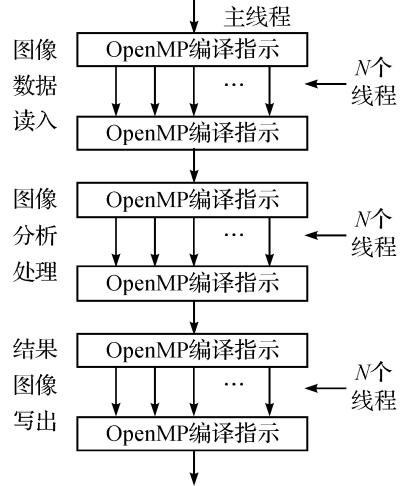 主线程
图像
数据
读入
OpenMP编译指示
…
OpenMP编译指示
N个
线程
图像
分析
处理
OpenMP编译指示
…
OpenMP编译指示
N个
线程
结果
图像
写出
OpenMP编译指示
…
OpenMP编译指示
N个
线程